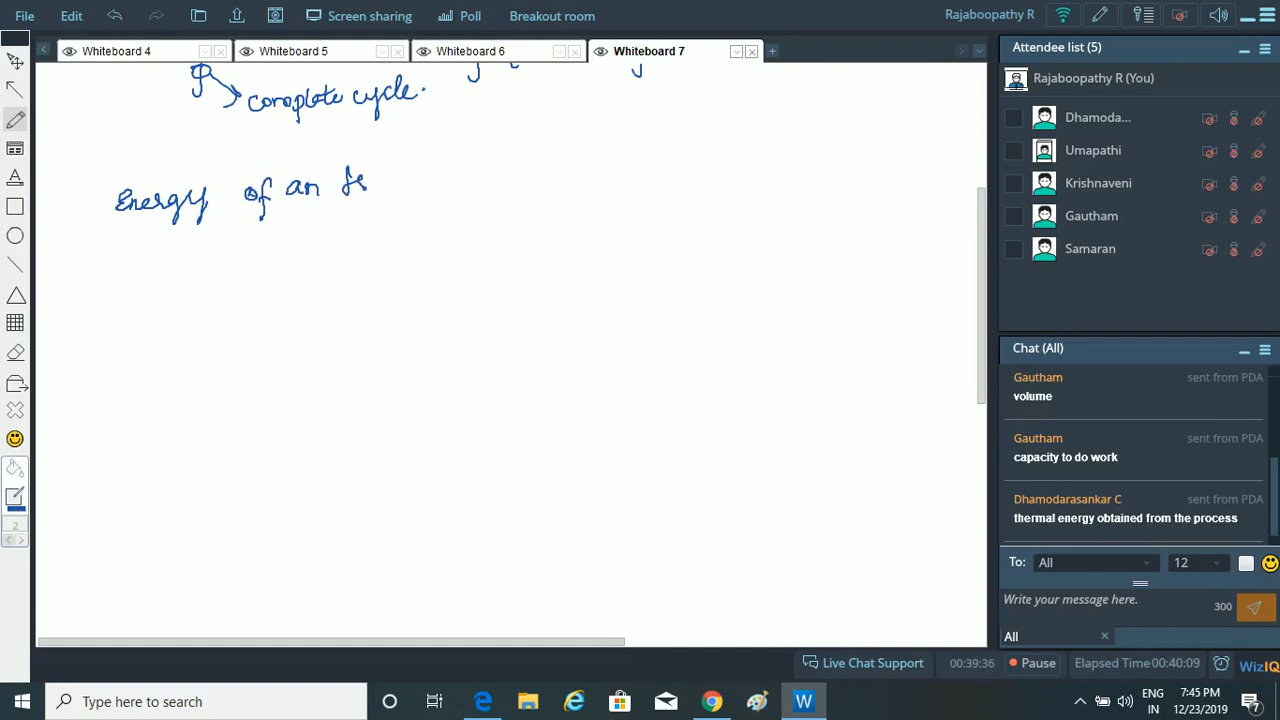 File Edit Screen sharing Poll Breakout room Rajaboopathy R
Whiteboard 4 Whiteboard 5 Whiteboard 6 Whiteboard 7
Complete cycle.
Energy of an
Attendee list (5)
Rajaboopathy R (You)
Dhamoda...
Umapathi
Krishnaveni
Gautham
Samaran
Chat (All)
Gautham sent from PDA
volume
Gautham sent from PDA
capacity to do work
Dhamodarasankar C sent from PDA
thermal energy obtained from the process
To: All 12
Write your message here. 300
All
2
Live Chat Support 00:39:36 Pause Elapsed Time 00:40:09 WizIQ
Type here to search
ENG 7:45 PM
IN 12/23/2019 7